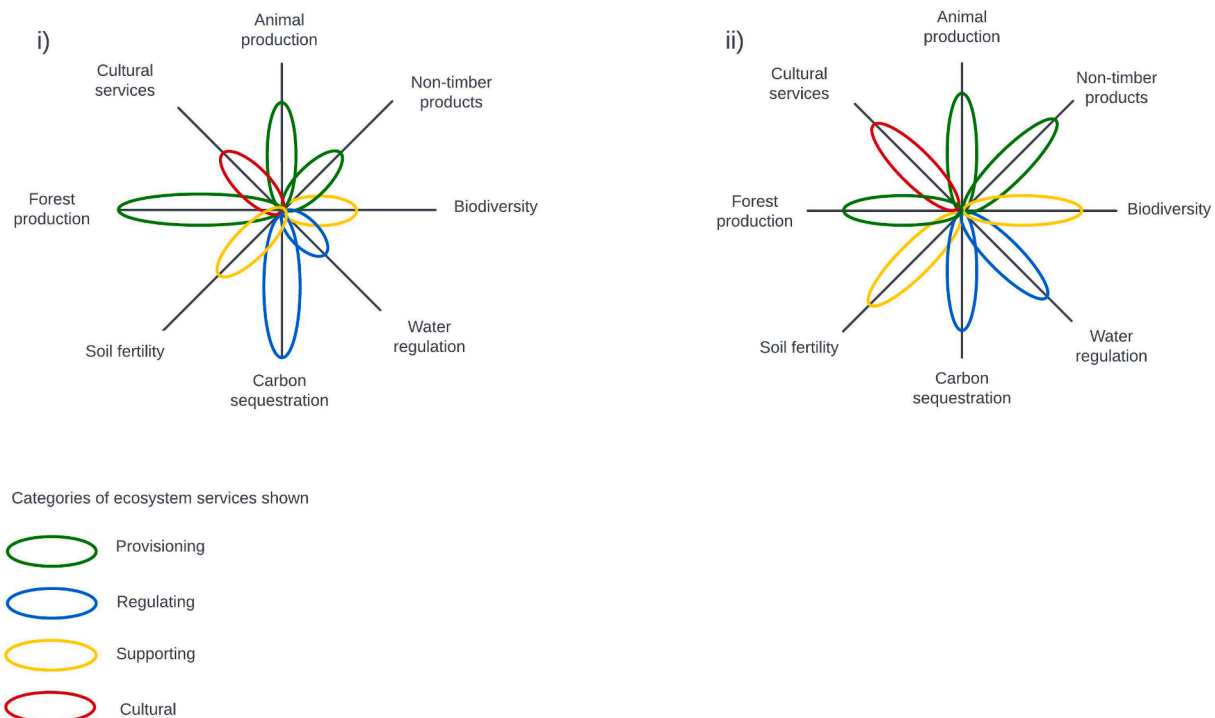 i)
Animal
production
Cultural
services
Non-timber
products
Forest
production
Biodiversity
Soil fertility
Water
regulation
Carbon
sequestration
ii)
Animal
production
Cultural
services
Non-timber
products
Forest
production
Biodiversity
Soil fertility
Water
regulation
Carbon
sequestration
Categories of ecosystem services shown
Provisioning
Regulating
Supporting
Cultural